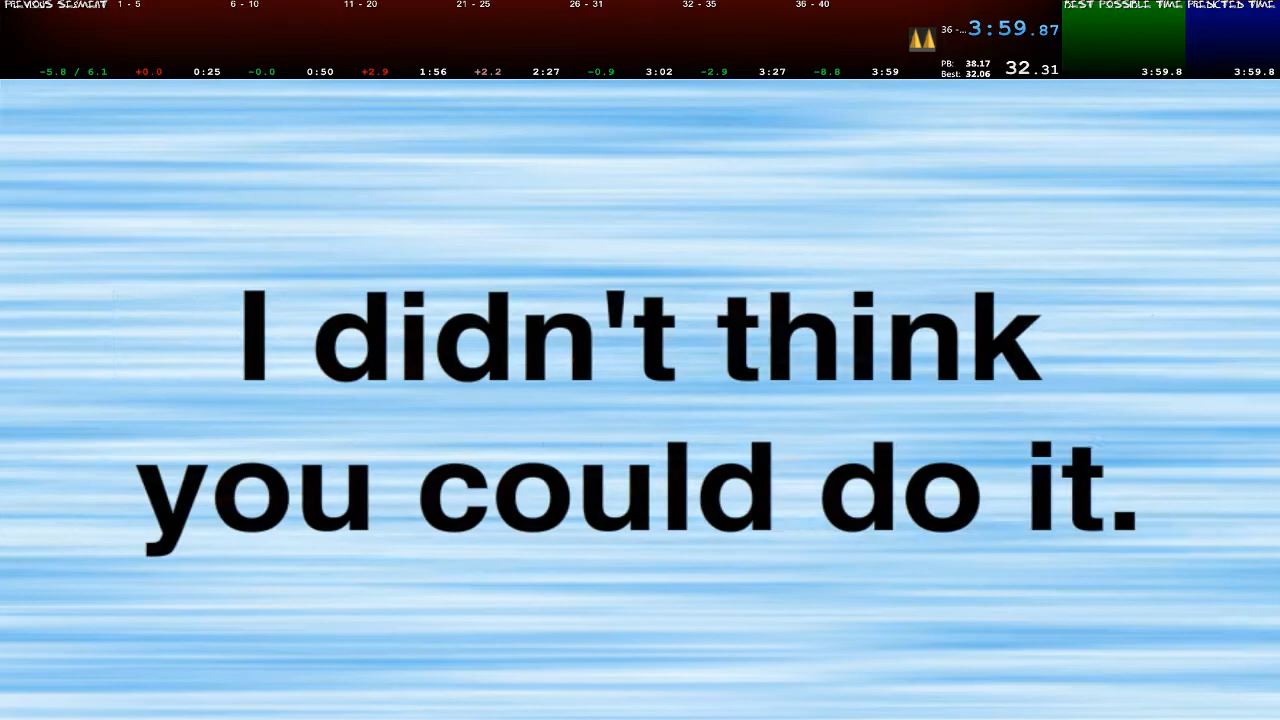 PREVIOUS SEGMENT 1 - 5 6 - 10 11 - 20 21 - 25 26 - 31 32 - 35 36 - 40 BEST POSSIBLE TIME PREDICTED TIME
36 -... 3:59.87
PB: 38.17
Best: 32.06
32.31
-5.8 / 6.1 +0.0 0:25 -0.0 0:50 +2.9 1:56 +2.2 2:27 -0.9 3:02 -2.9 3:27 -8.8 3:59 3:59.8 3:59.8
I didn't think
you could do it.